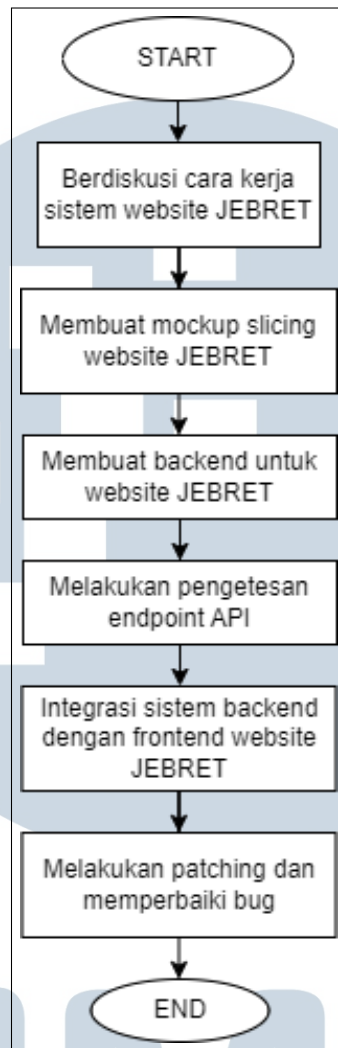 START
Berdiskusi cara kerja
sistem website JEBRET
Membuat mockup slicing
website JEBRET
Membuat backend untuk
website JEBRET
Melakukan pengetesan
endpoint API
Integrasi sistem backend
dengan frontend website
JEBRET
Melakukan patching dan
memperbaiki bug
END